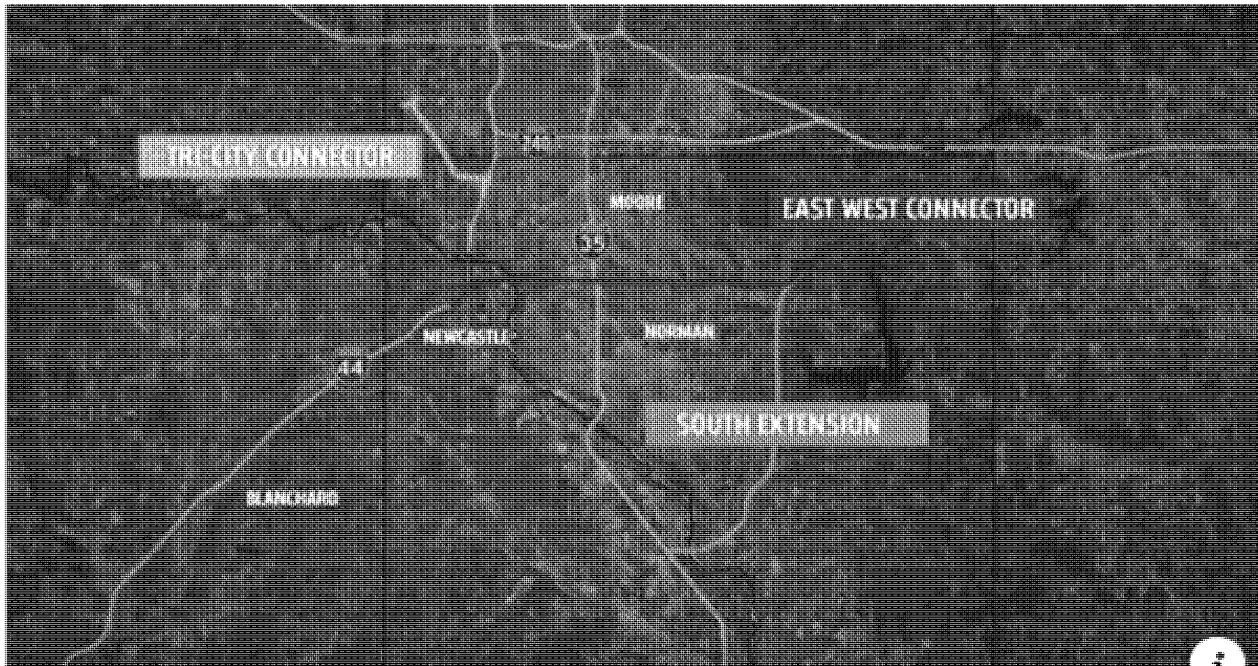 TRI-CITY CONNECTOR
240
MOORE
EAST WEST CONNECTOR
35
NEWCASTLE
NORMAN
44
SOUTH EXTENSION
BLANCHARD